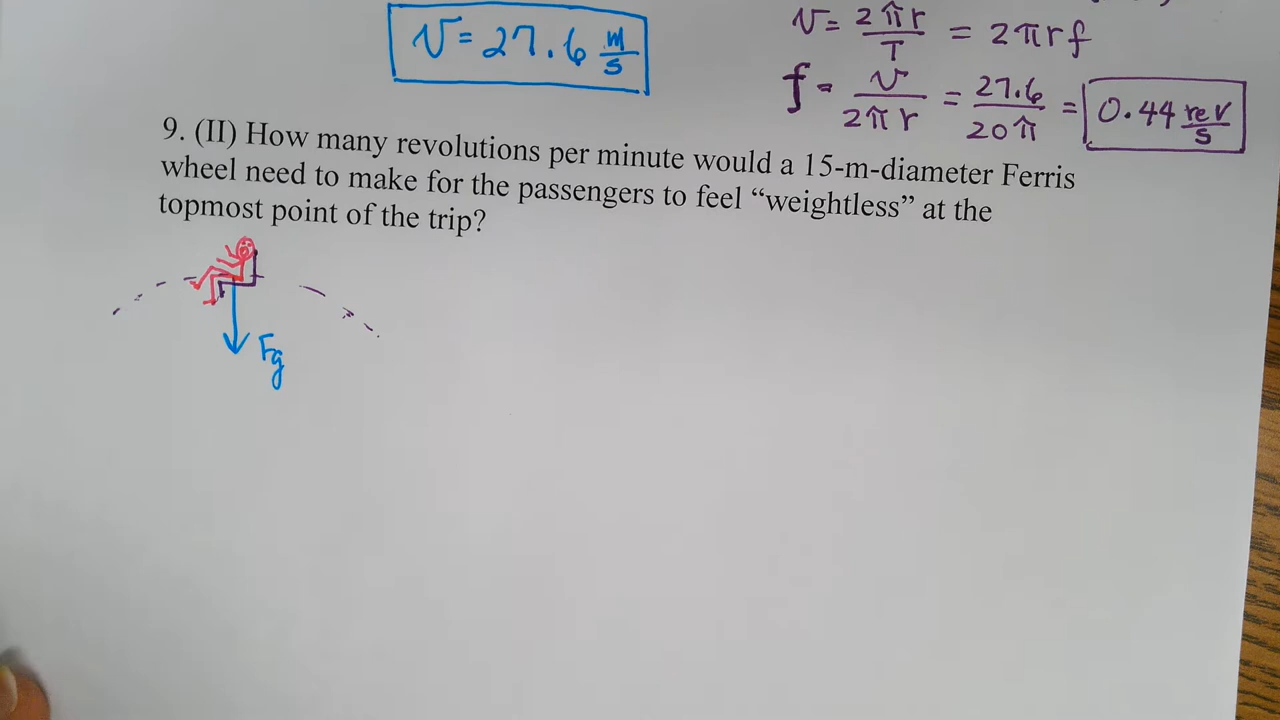 v = 27.6 m/s
v = 2πr/T = 2πrf
f = v/2πr = 27.6/20π = 0.44 rev/s
9. (II) How many revolutions per minute would a 15-m-diameter Ferris
wheel need to make for the passengers to feel “weightless” at the
topmost point of the trip?
Fg